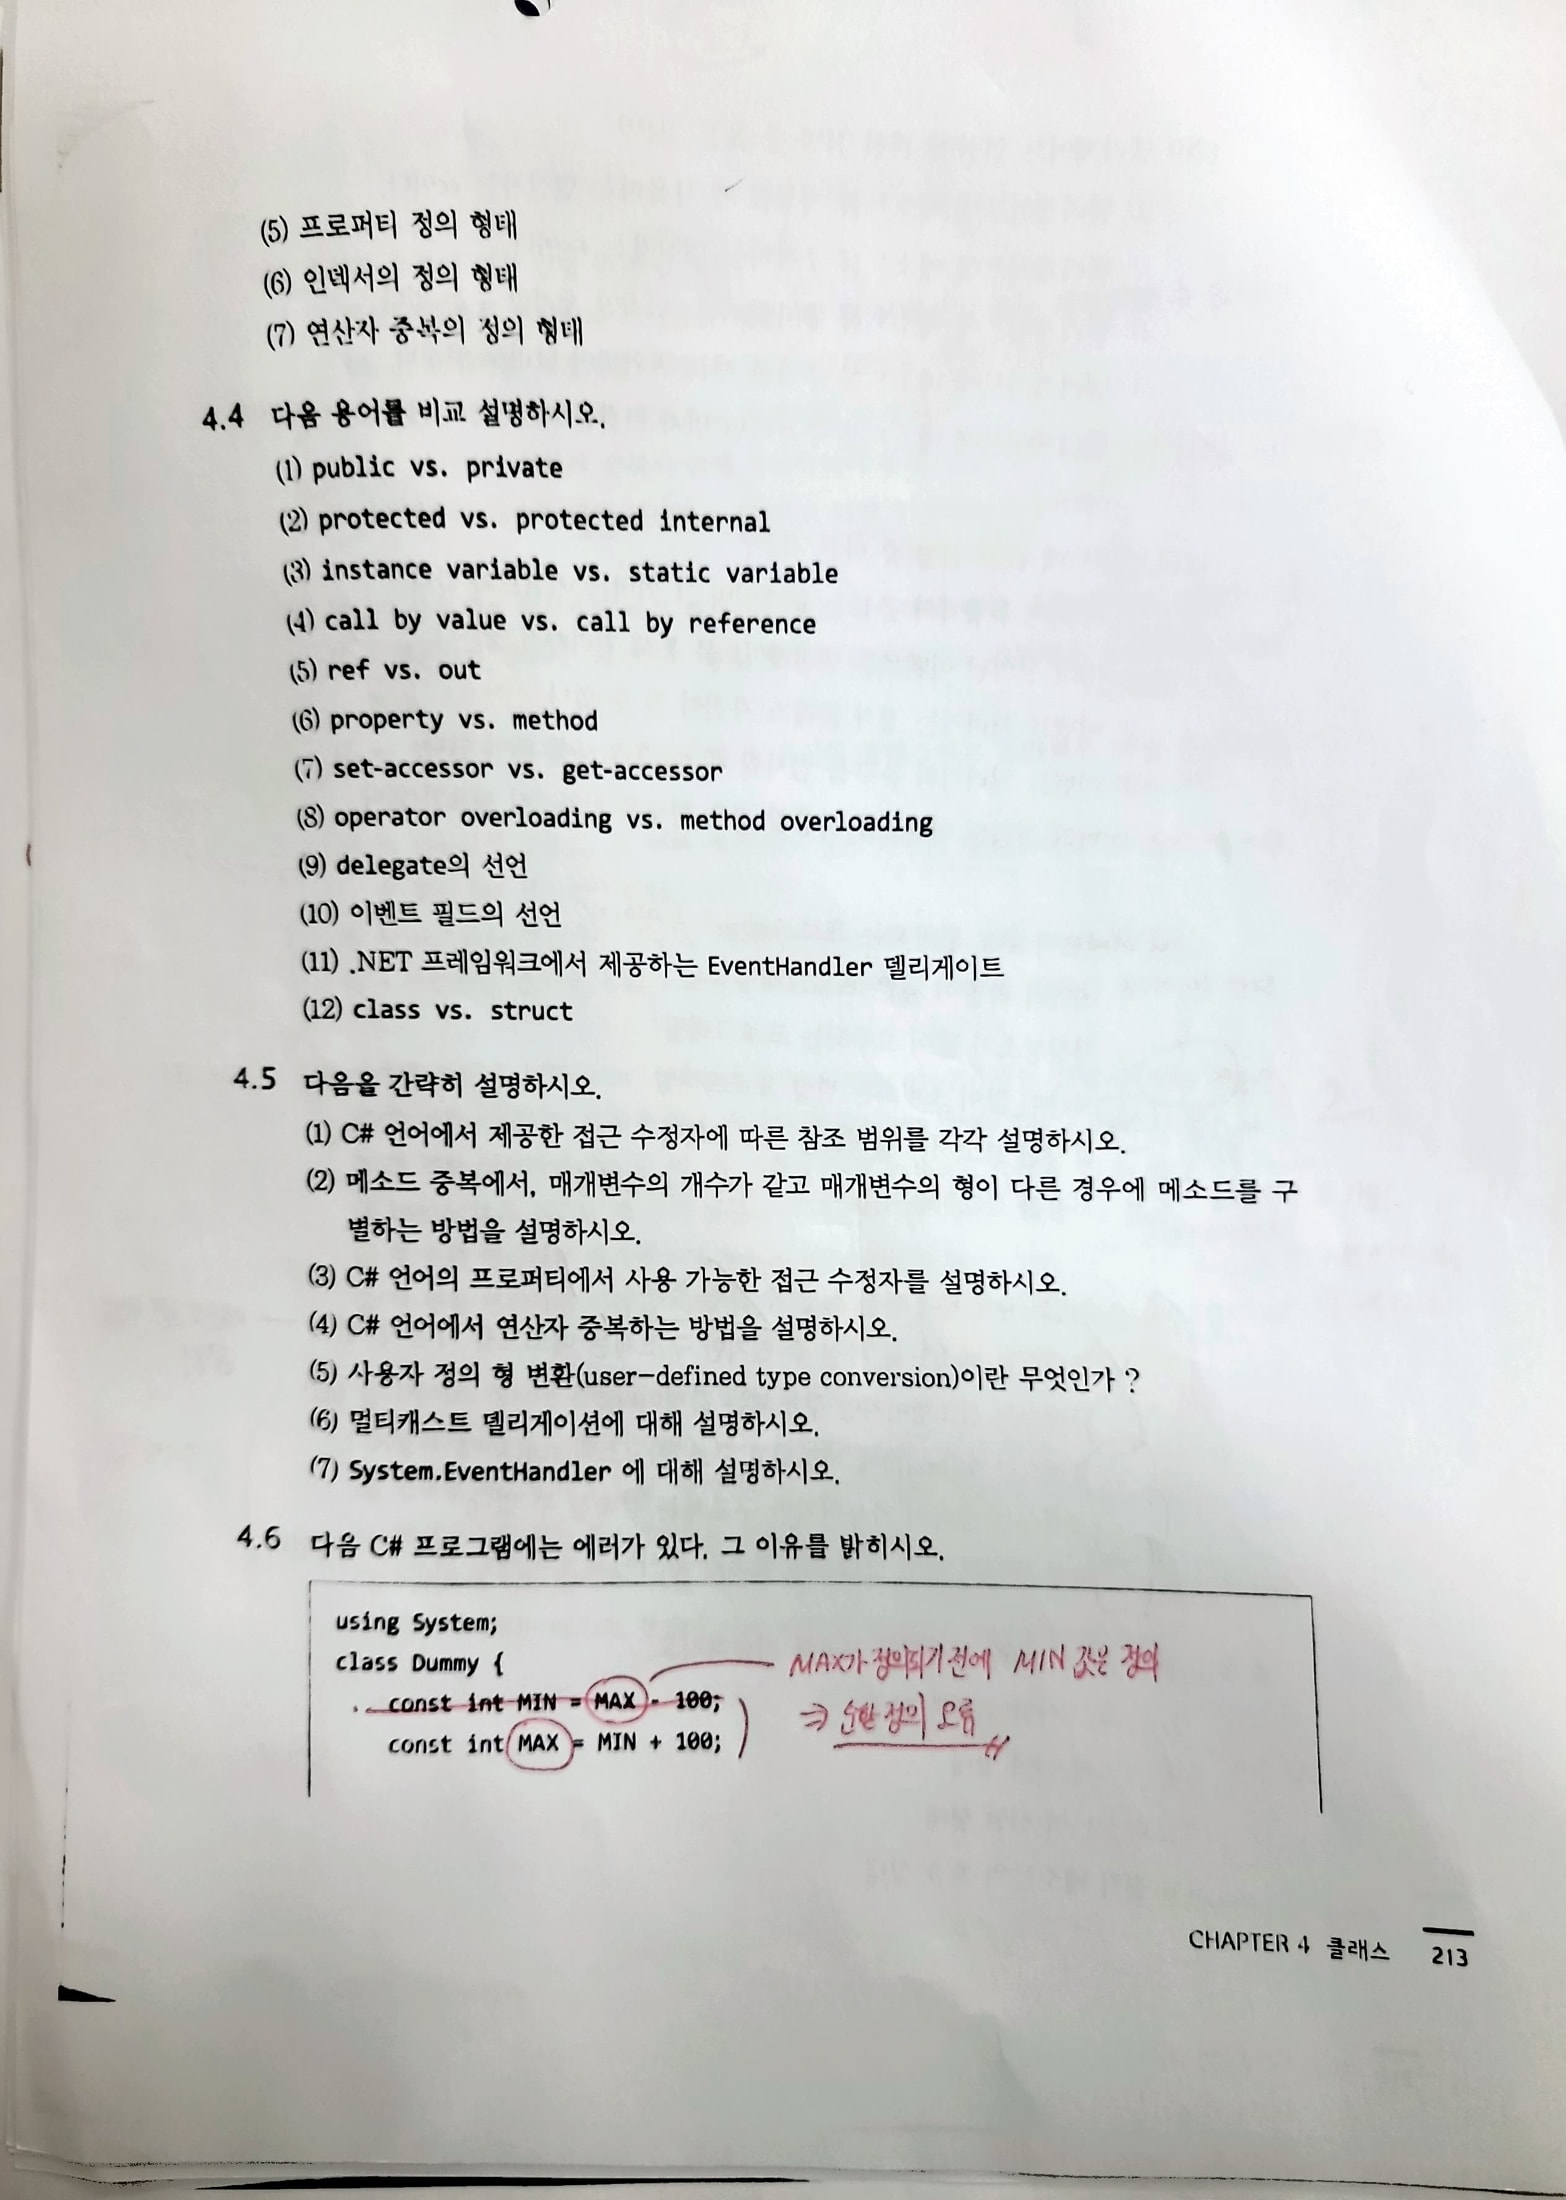 (5) 프로퍼티 정의 형태
(6) 인덱서의 정의 형태
(7) 연산자 중복의 정의 형태
4.4 다음 용어를 비교 설명하시오.
(1) public vs. private
(2) protected vs. protected internal
(3) instance variable vs. static variable
(4) call by value vs. call by reference
(5) ref vs. out
(6) property vs. method
(7) set-accessor vs. get-accessor
(8) operator overloading vs. method overloading
(9) delegate의 선언
(10) 이벤트 필드의 선언
(11) .NET 프레임워크에서 제공하는 EventHandler 델리게이트
(12) class vs. struct
4.5 다음을 간략히 설명하시오.
(1) C# 언어에서 제공한 접근 수정자에 따른 참조 범위를 각각 설명하시오.
(2) 메소드 중복에서, 매개변수의 개수가 같고 매개변수의 형이 다른 경우에 메소드를 구
별하는 방법을 설명하시오.
(3) C# 언어의 프로퍼티에서 사용 가능한 접근 수정자를 설명하시오.
(4) C# 언어에서 연산자 중복하는 방법을 설명하시오.
(5) 사용자 정의 형 변환(user-defined type conversion)이란 무엇인가 ?
(6) 멀티캐스트 델리게이션에 대해 설명하시오.
(7) System.EventHandler 에 대해 설명하시오.
4.6 다음 C# 프로그램에는 에러가 있다. 그 이유를 밝히시오.
using System;
class Dummy {
const int MIN = MAX - 100;
const int MAX = MIN + 100;
MAX가 정의되기 전에 MIN 값은 정의
⇒ 순환 정의 오류
CHAPTER 4 클래스 213